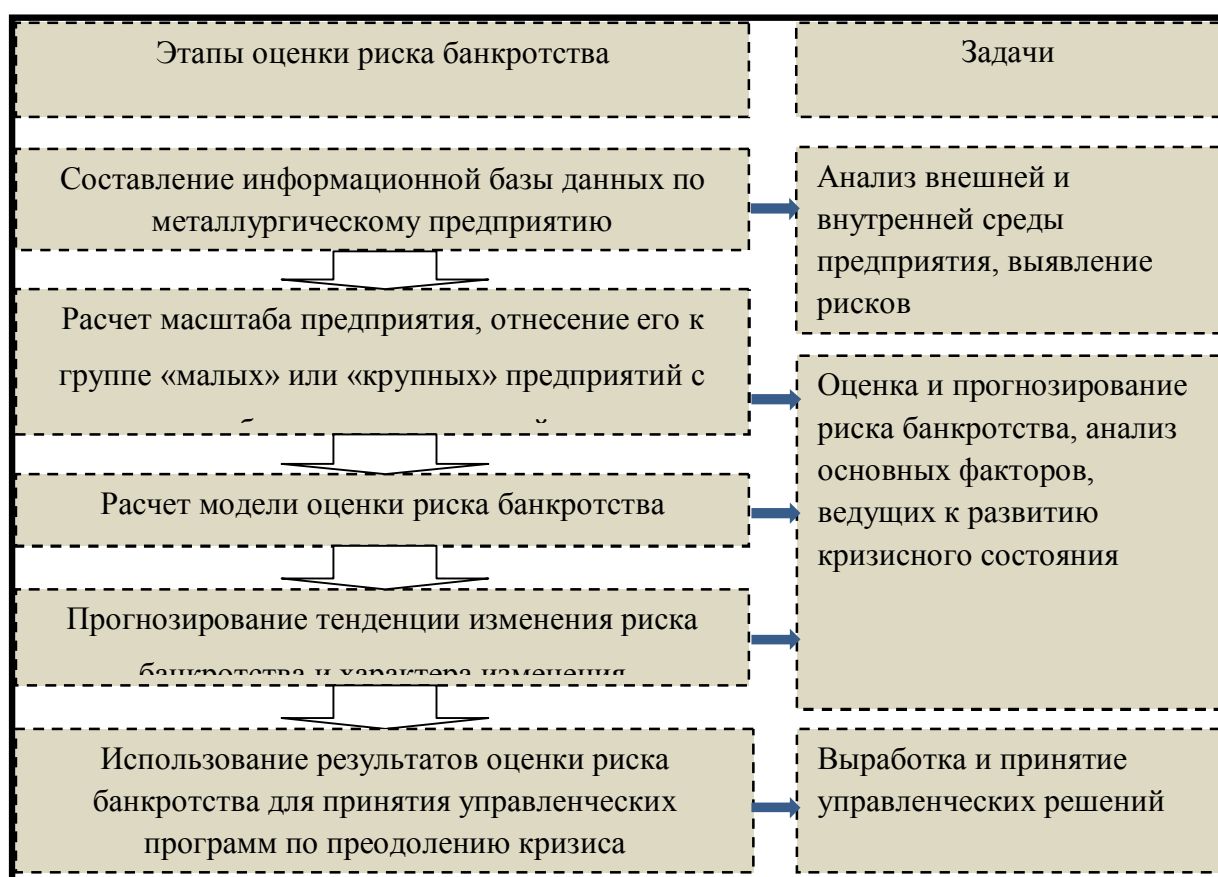 Этапы оценки риска банкротства
Задачи
Составление информационной базы данных по
металлургическому предприятию
Анализ внешней и
внутренней среды
предприятия, выявление
рисков
Расчет масштаба предприятия, отнесение его к
группе «малых» или «крупных» предприятий с
Оценка и прогнозирование
риска банкротства, анализ
основных факторов,
ведущих к развитию
кризисного состояния
Расчет модели оценки риска банкротства
Прогнозирование тенденции изменения риска
банкротства и характера изменения
Использование результатов оценки риска
банкротства для принятия управленческих
программ по преодолению кризиса
Выработка и принятие
управленческих решений